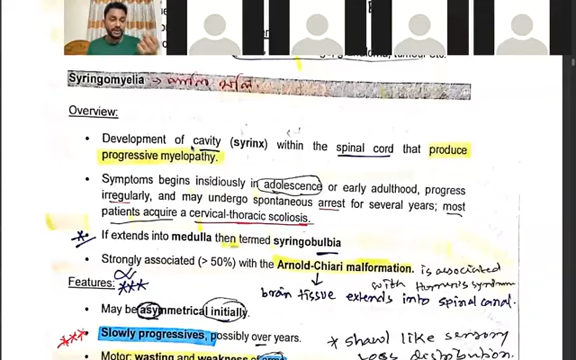 Syringomyelia →
Overview:
• Development of cavity (syrinx) within the spinal cord that produce
progressive myelopathy.
• Symptoms begins insidiously in adolescence or early adulthood, progress
irregularly, and may undergo spontaneous arrest for several years; most
patients acquire a cervical-thoracic scoliosis.
* If extends into medulla then termed syringobulbia
• Strongly associated (> 50%) with the Arnold-Chiari malformation. is associated
with
Features:
brain tissue extends into spinal canal.
***
• May be asymmetrical initially.
*** Slowly progressives, possibly over years.
* shawl like sensory
loss distribution
• Motor: wasting and weakness of arms